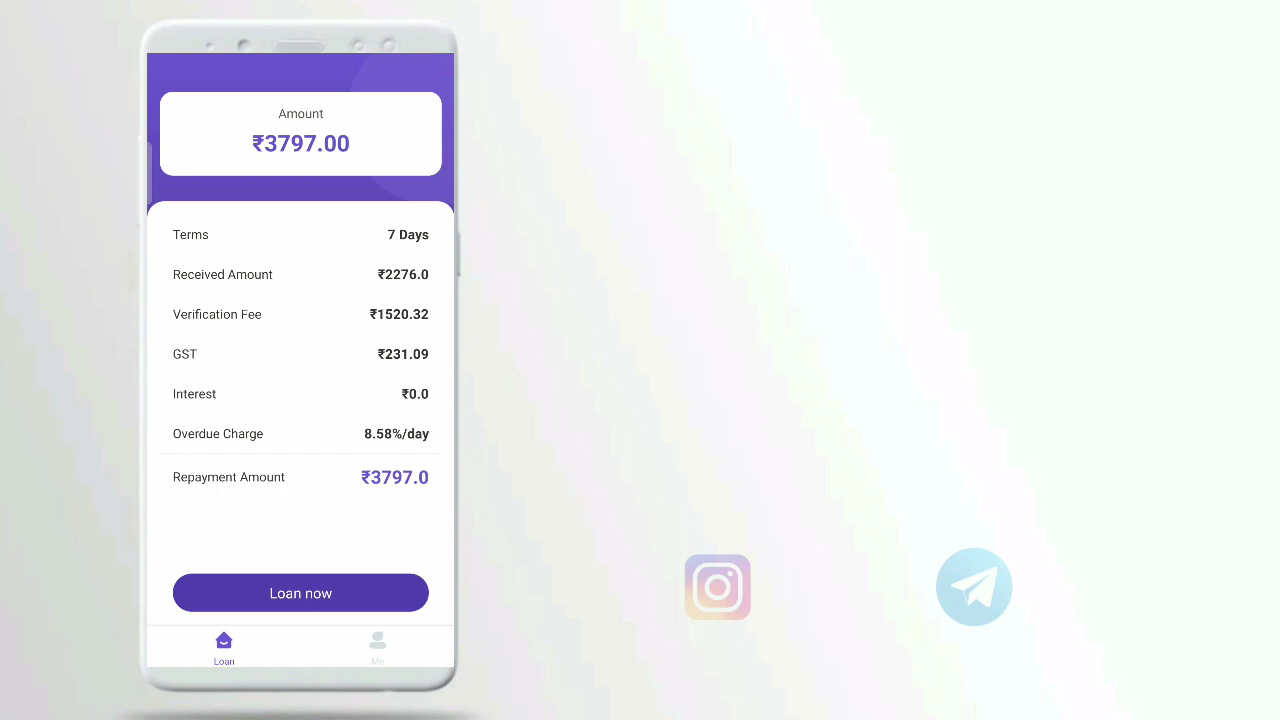 Amount
₹3797.00
Terms 7 Days
Received Amount ₹2276.0
Verification Fee ₹1520.32
GST ₹231.09
Interest ₹0.0
Overdue Charge 8.58%/day
Repayment Amount ₹3797.0
Loan now
Loan Me